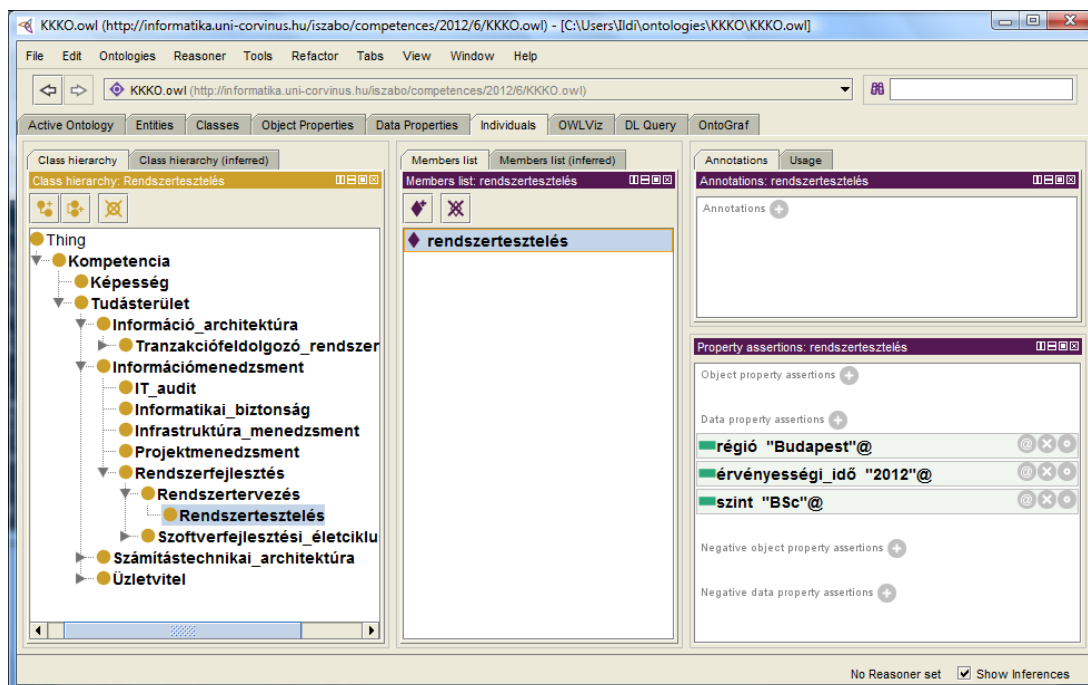 KKKO.owl (http://informatika.uni-corvinus.hu/iszabo/competences/2012/6/KKKO.owl) - [C:\Users\Ildi\ontologies\KKKO\KKKO.owl]
File Edit Ontologies Reasoner Tools Refactor Tabs View Window Help
KKKO.owl (http://informatika.uni-corvinus.hu/iszabo/competences/2012/6/KKKO.owl)
Active Ontology Entities Classes Object Properties Data Properties Individuals OWLViz DL Query OntoGraf
Class hierarchy Class hierarchy (inferred)
Class hierarchy: Rendszertesztelés
Thing
Kompetencia
Képesség
Tudásterület
Információ_architektúra
Tranzakciófeldolgozó_rendszer
Információmenedzsment
IT_audit
Informatikai_biztonság
Infrastruktúra_menedzsment
Projektmenedzsment
Rendszerfejlesztés
Rendszertervezés
Rendszertesztelés
Szoftverfejlesztési_életciklu
Számítástechnikai_architektúra
Üzletvitel
Members list Members list (inferred)
Members list: rendszertesztelés
rendszertesztelés
Annotations Usage
Annotations: rendszertesztelés
Annotations
Property assertions: rendszertesztelés
Object property assertions
Data property assertions
régió "Budapest"@
érvényességi_idő "2012"@
szint "BSc"@
Negative object property assertions
Negative data property assertions
No Reasoner set Show Inferences